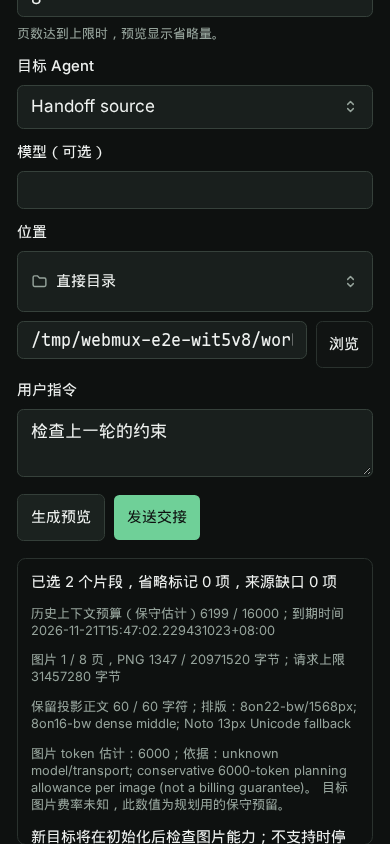 页数达到上限时，预览显示省略量。
目标 Agent
Handoff source
模型（可选）
位置
直接目录
/tmp/webmux-e2e-wit5v8/wor
浏览
用户指令
检查上一轮的约束
生成预览
发送交接
已选 2 个片段，省略标记 0 项，来源缺口 0 项
历史上下文预算（保守估计）6199 / 16000；到期时间
2026-11-21T15:47:02.229431023+08:00
图片 1 / 8 页，PNG 1347 / 20971520 字节；请求上限
31457280 字节
保留投影正文 60 / 60 字符；排版：8on22-bw/1568px;
8on16-bw dense middle; Noto 13px Unicode fallback
图片 token 估计：6000；依据：unknown
model/transport; conservative 6000-token planning
allowance per image (not a billing guarantee)。 目标
图片费率未知，此数值为规划用的保守预留。
新目标将在初始化后检查图片能力；不支持时停